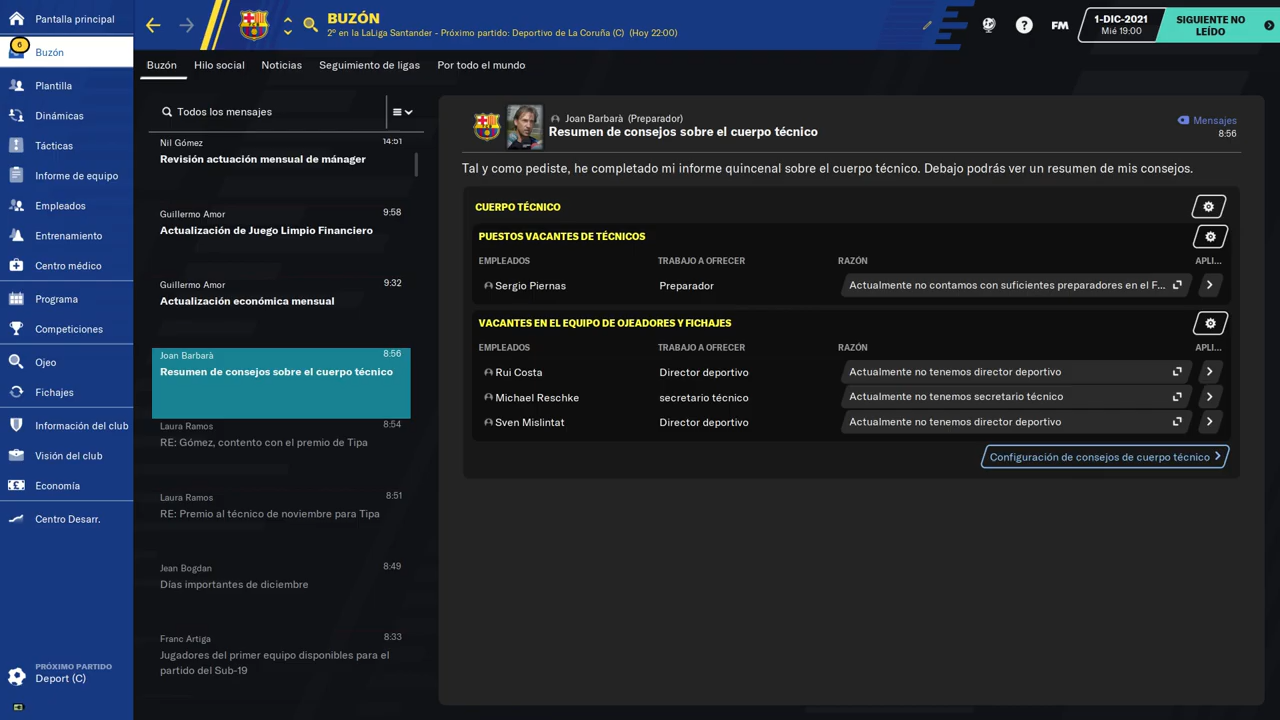 Pantalla principal
6
Buzón
Plantilla
Dinámicas
Tácticas
Informe de equipo
Empleados
Entrenamiento
Centro médico
Programa
Competiciones
Ojeo
Fichajes
Información del club
Visión del club
Economía
Centro Desarr.
PRÓXIMO PARTIDO
Deport (C)
BUZÓN
2º en la LaLiga Santander - Próximo partido: Deportivo de La Coruña (C) (Hoy 22:00)
FM
1-DIC-2021
Mié 19:00
SIGUIENTE NO LEÍDO
Buzón Hilo social Noticias Seguimiento de ligas Por todo el mundo
Todos los mensajes
Nil Gómez 14:51
Revisión actuación mensual de mánager
Guillermo Amor 9:58
Actualización de Juego Limpio Financiero
Guillermo Amor 9:32
Actualización económica mensual
Joan Barbarà 8:56
Resumen de consejos sobre el cuerpo técnico
Laura Ramos 8:54
RE: Gómez, contento con el premio de Tipa
Laura Ramos 8:51
RE: Premio al técnico de noviembre para Tipa
Jean Bogdan 8:49
Días importantes de diciembre
Franc Artiga 8:33
Jugadores del primer equipo disponibles para el
partido del Sub-19
Joan Barbarà (Preparador)
Resumen de consejos sobre el cuerpo técnico
Mensajes
8:56
Tal y como pediste, he completado mi informe quincenal sobre el cuerpo técnico. Debajo podrás ver un resumen de mis consejos.
CUERPO TÉCNICO
PUESTOS VACANTES DE TÉCNICOS
EMPLEADOS TRABAJO A OFRECER RAZÓN APLI...
Sergio Piernas Preparador Actualmente no contamos con suficientes preparadores en el F...
VACANTES EN EL EQUIPO DE OJEADORES Y FICHAJES
EMPLEADOS TRABAJO A OFRECER RAZÓN APLI...
Rui Costa Director deportivo Actualmente no tenemos director deportivo
Michael Reschke secretario técnico Actualmente no tenemos secretario técnico
Sven Mislintat Director deportivo Actualmente no tenemos director deportivo
Configuración de consejos de cuerpo técnico